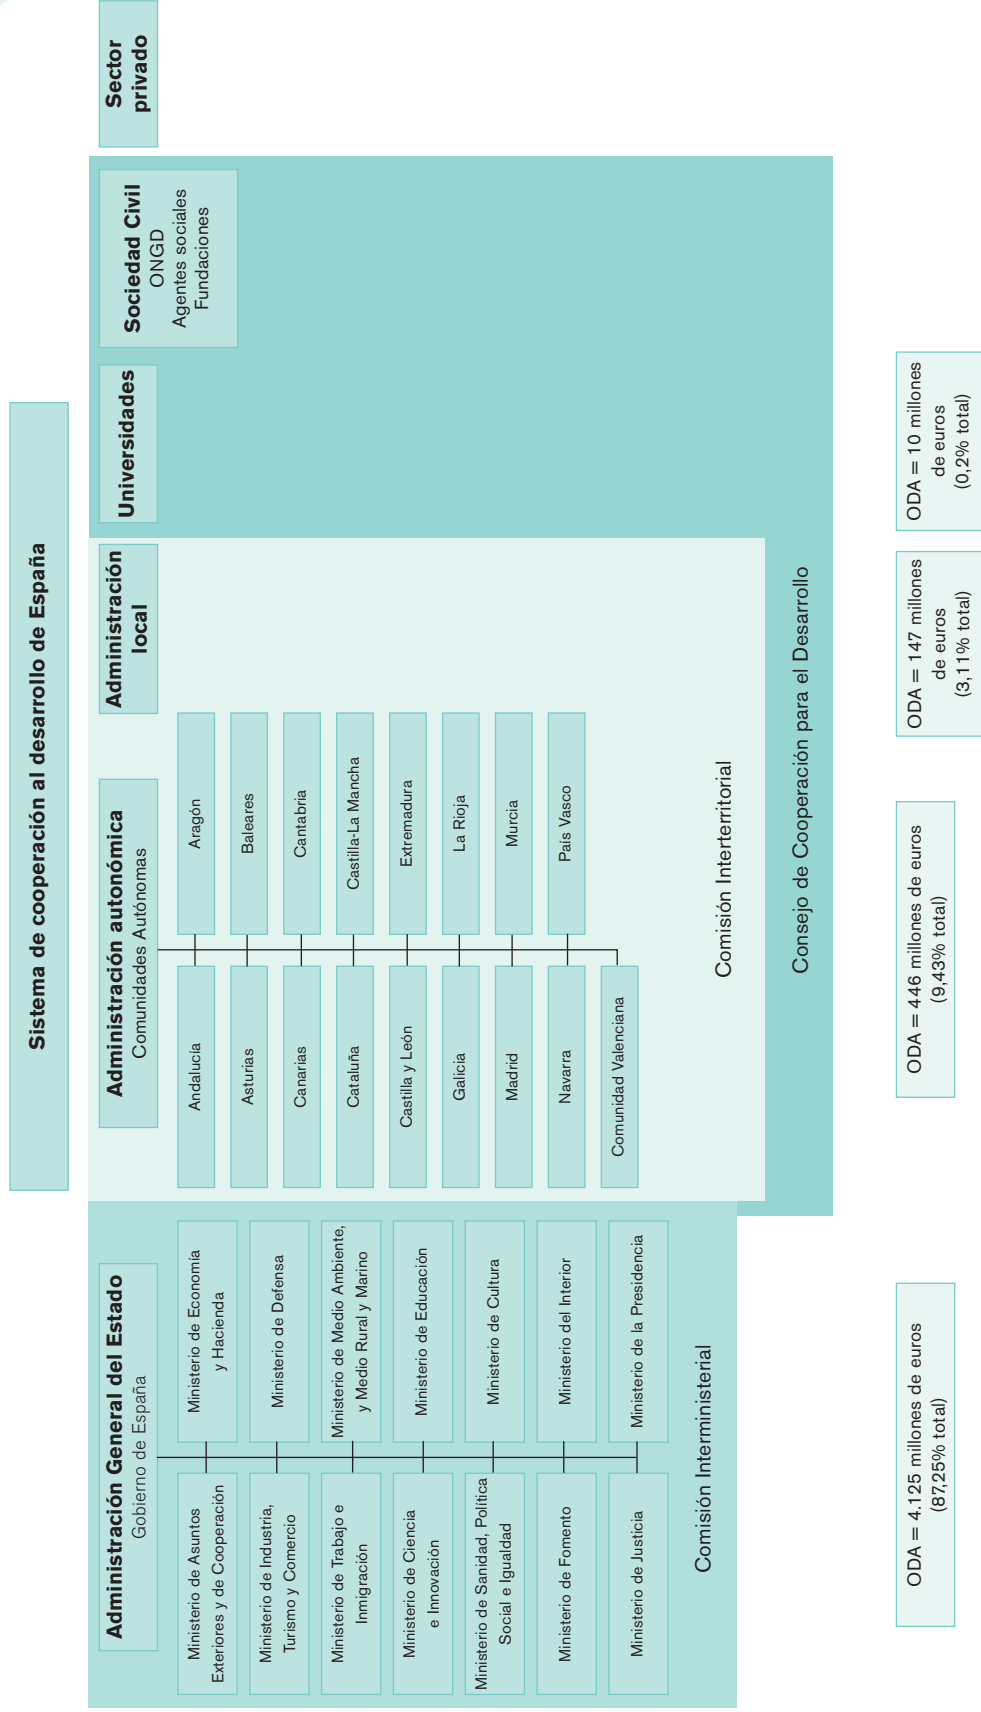 Sistema de cooperación al desarrollo de España
Administración General del Estado
Gobierno de España
Ministerio de Asuntos
Exteriores y de Cooperación
Ministerio de Economía
y Hacienda
Ministerio de Industria,
Turismo y Comercio
Ministerio de Defensa
Ministerio de Trabajo e
Inmigración
Ministerio de Medio Ambiente,
y Medio Rural y Marino
Ministerio de Ciencia
e Innovación
Ministerio de Educación
Ministerio de Sanidad, Política
Social e Igualdad
Ministerio de Cultura
Ministerio de Fomento
Ministerio del Interior
Ministerio de Justicia
Ministerio de la Presidencia
Comisión Interministerial
Administración autonómica
Comunidades Autónomas
Andalucía
Aragón
Asturias
Baleares
Canarias
Cantabria
Cataluña
Castilla-La Mancha
Castilla y León
Extremadura
Galicia
La Rioja
Madrid
Murcia
Navarra
País Vasco
Comunidad Valenciana
Administración
local
Comisión Interterritorial
Universidades
Sociedad Civil
ONGD
Agentes sociales
Fundaciones
Consejo de Cooperación para el Desarrollo
Sector
privado
ODA = 4.125 millones de euros
(87,25% total)
ODA = 446 millones de euros
(9,43% total)
ODA = 147 millones
de euros
(3,11% total)
ODA = 10 millones
de euros
(0,2% total)